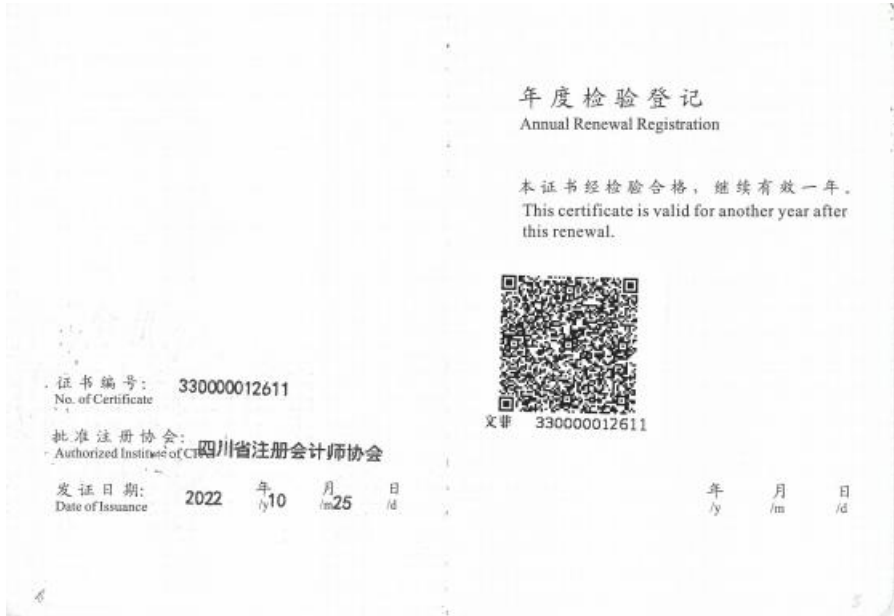 证书编号: 330000012611
No. of Certificate
批准注册协会: 四川省注册会计师协会
Authorized Institute of CPAs
发证日期: 2022 年 10 月 25 日
Date of Issuance /y /m /d
4
年度检验登记
Annual Renewal Registration
本证书经检验合格，继续有效一年。
This certificate is valid for another year after
this renewal.
文菲 330000012611
年 月 日
/y /m /d
5